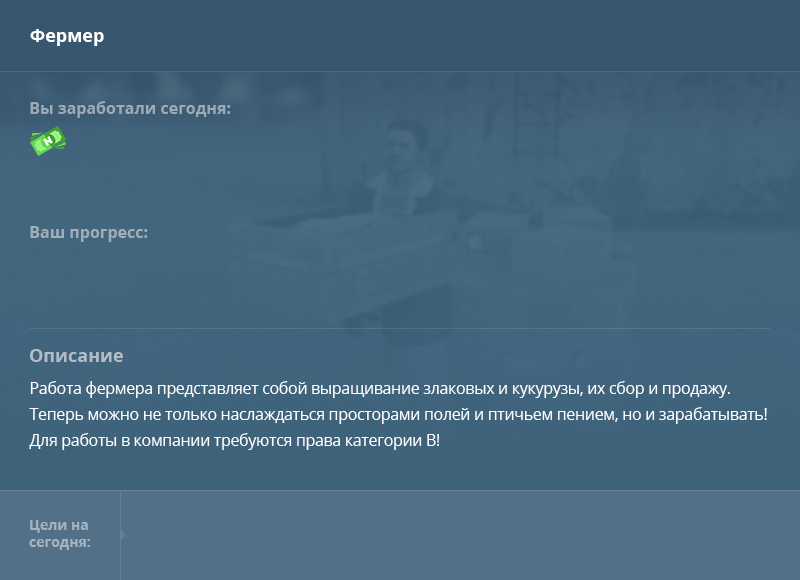 Фермер
Вы заработали сегодня:
N
Ваш прогресс:
Описание
Работа фермера представляет собой выращивание злаковых и кукурузы, их сбор и продажу.
Теперь можно не только наслаждаться просторами полей и птичьем пением, но и зарабатывать!
Для работы в компании требуются права категории B!
Цели на
сегодня: